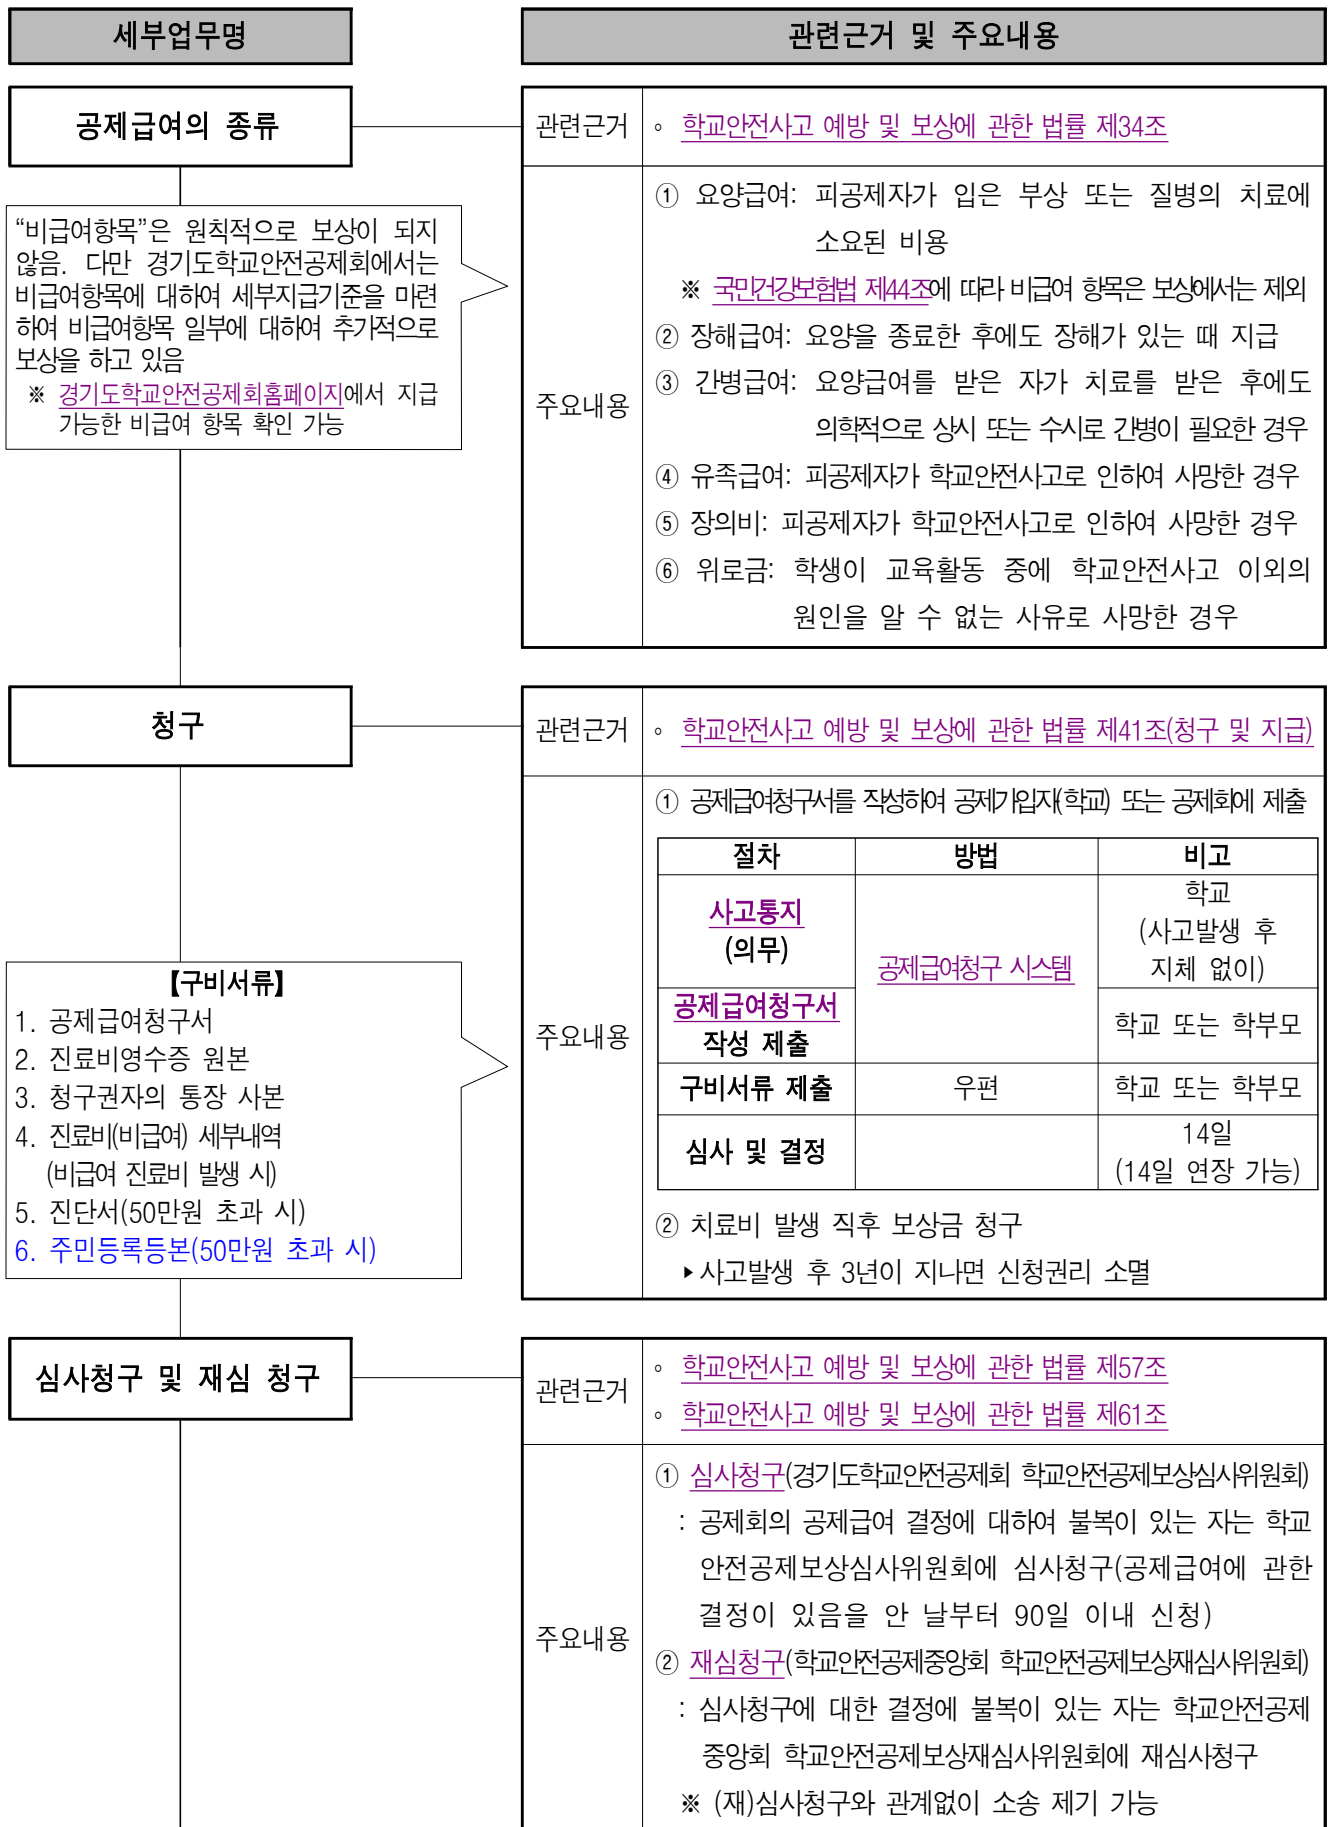 세부업무명
관련근거 및 주요내용
공제급여의 종류
관련근거
◦ 학교안전사고 예방 및 보상에 관한 법률 제34조
“비급여항목”은 원칙적으로 보상이 되지
않음. 다만 경기도학교안전공제회에서는
비급여항목에 대하여 세부지급기준을 마련
하여 비급여항목 일부에 대하여 추가적으로
보상을 하고 있음
※ 경기도학교안전공제회홈페이지에서 지급
가능한 비급여 항목 확인 가능
주요내용
① 요양급여: 피공제자가 입은 부상 또는 질병의 치료에
소요된 비용
※ 국민건강보험법 제44조에 따라 비급여 항목은 보상에서는 제외
② 장해급여: 요양을 종료한 후에도 장해가 있는 때 지급
③ 간병급여: 요양급여를 받은 자가 치료를 받은 후에도
의학적으로 상시 또는 수시로 간병이 필요한 경우
④ 유족급여: 피공제자가 학교안전사고로 인하여 사망한 경우
⑤ 장의비: 피공제자가 학교안전사고로 인하여 사망한 경우
⑥ 위로금: 학생이 교육활동 중에 학교안전사고 이외의
원인을 알 수 없는 사유로 사망한 경우
청구
관련근거
◦ 학교안전사고 예방 및 보상에 관한 법률 제41조(청구 및 지급)
【구비서류】
1. 공제급여청구서
2. 진료비영수증 원본
3. 청구권자의 통장 사본
4. 진료비(비급여) 세부내역
(비급여 진료비 발생 시)
5. 진단서(50만원 초과 시)
6. 주민등록등본(50만원 초과 시)
주요내용
① 공제급여청구서를 작성하여 공제가입자(학교) 또는 공제회에 제출
절차
방법
비고
사고통지
(의무)
공제급여청구 시스템
학교
(사고발생 후
지체 없이)
공제급여청구서
작성 제출
학교 또는 학부모
구비서류 제출
우편
학교 또는 학부모
심사 및 결정
14일
(14일 연장 가능)
② 치료비 발생 직후 보상금 청구
▶사고발생 후 3년이 지나면 신청권리 소멸
심사청구 및 재심 청구
관련근거
◦ 학교안전사고 예방 및 보상에 관한 법률 제57조
◦ 학교안전사고 예방 및 보상에 관한 법률 제61조
주요내용
① 심사청구(경기도학교안전공제회 학교안전공제보상심사위원회)
: 공제회의 공제급여 결정에 대하여 불복이 있는 자는 학교
안전공제보상심사위원회에 심사청구(공제급여에 관한
결정이 있음을 안 날부터 90일 이내 신청)
② 재심청구(학교안전공제중앙회 학교안전공제보상재심사위원회)
: 심사청구에 대한 결정에 불복이 있는 자는 학교안전공제
중앙회 학교안전공제보상재심사위원회에 재심사청구
※ (재)심사청구와 관계없이 소송 제기 가능